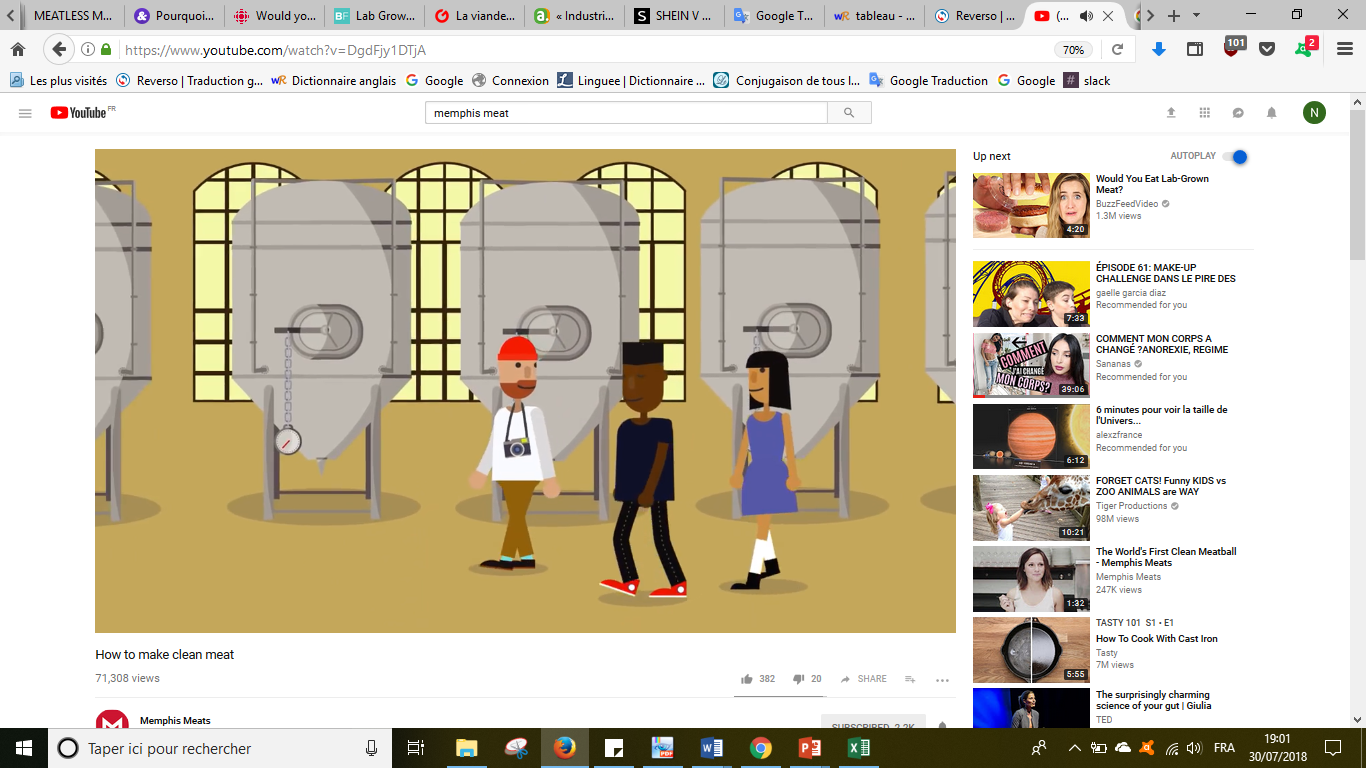 MEATLESS M...
Pourquoi...
Would yo...
Lab Grow...
La viande...
« Industri...
SHEIN V ...
Google T...
tableau - ...
Reverso | ...
(...
https://www.youtube.com/watch?v=DgdFjy1DTjA
70%
101
2
Les plus visités
Reverso | Traduction g...
Dictionnaire anglais
Google
Connexion
Linguee | Dictionnaire ...
Conjugaison de tous l...
Google Traduction
Google
slack
YouTube FR
memphis meat
N
Up next
AUTOPLAY
Would You Eat Lab-Grown
Meat?
BuzzFeedVideo
1.3M views
4:20
ÉPISODE 61: MAKE-UP
CHALLENGE DANS LE PIRE DES
gaelle garcia diaz
Recommended for you
7:33
COMMENT MON CORPS A
CHANGÉ ?ANOREXIE, REGIME
Sananas
Recommended for you
COMMENT
J'AI CHANGÉ
MON CORPS?
39:06
6 minutes pour voir la taille de
l'Univers...
alexzfrance
Recommended for you
6:12
FORGET CATS! Funny KIDS vs
ZOO ANIMALS are WAY
Tiger Productions
98M views
10:21
The World's First Clean Meatball
- Memphis Meats
Memphis Meats
247K views
1:32
TASTY 101 S1 • E1
How To Cook With Cast Iron
Tasty
7M views
5:55
The surprisingly charming
science of your gut | Giulia
TED
How to make clean meat
71,308 views
382
20
SHARE
Memphis Meats
SUBSCRIBED 2.2K
Taper ici pour rechercher
FRA
19:01
30/07/2018